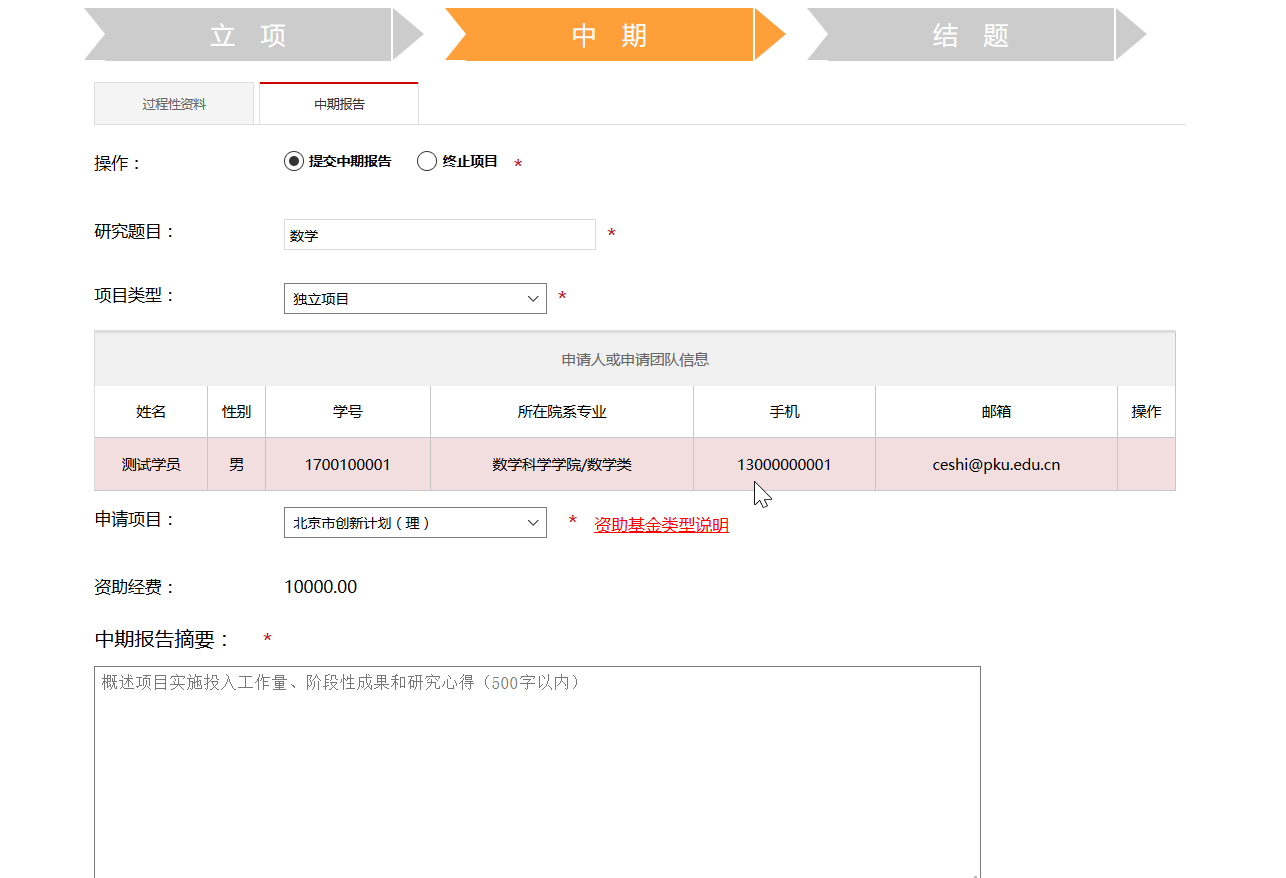 立 项 中 期 结 题
过程性资料 中期报告
操作： 提交中期报告 终止项目 *
研究题目： 数学 *
项目类型： 独立项目 *
申请人或申请团队信息
姓名 性别 学号 所在院系专业 手机 邮箱 操作
测试学员 男 1700100001 数学科学学院/数学类 13000000001 ceshi@pku.edu.cn
申请项目： 北京市创新计划（理） * 资助基金类型说明
资助经费： 10000.00
中期报告摘要： *
概述项目实施投入工作量、阶段性成果和研究心得（500字以内）